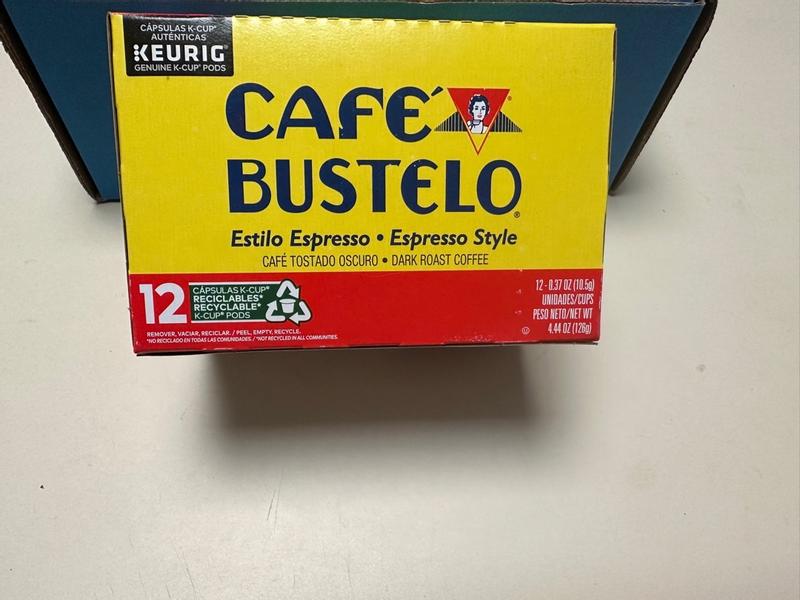 CÁPSULAS K-CUP®
AUTÉNTICAS
KEURIG
GENUINE K-CUP® PODS
CAFÉ
BUSTELO®
Estilo Espresso • Espresso Style
CAFÉ TOSTADO OSCURO • DARK ROAST COFFEE
12
CÁPSULAS K-CUP®
RECICLABLES*
RECYCLABLE*
K-CUP® PODS
REMOVER, VACIAR, RECICLAR. / PEEL, EMPTY, RECYCLE.
*NO RECICLADO EN TODAS LAS COMUNIDADES. / *NOT RECYCLED IN ALL COMMUNITIES.
12 - 0.37 OZ (10.5g)
UNIDADES/CUPS
PESO NETO/NET WT
4.44 OZ (126g)